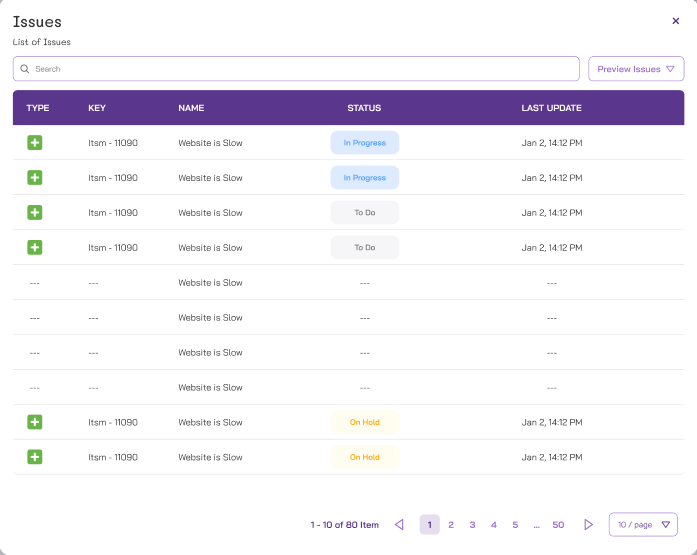 Issues
List of Issues
Search
Preview Issues
TYPE KEY NAME STATUS LAST UPDATE
Itsm - 11090 Website is Slow In Progress Jan 2, 14:12 PM
Itsm - 11090 Website is Slow In Progress Jan 2, 14:12 PM
Itsm - 11090 Website is Slow To Do Jan 2, 14:12 PM
Itsm - 11090 Website is Slow To Do Jan 2, 14:12 PM
--- --- Website is Slow --- ---
--- --- Website is Slow --- ---
--- --- Website is Slow --- ---
--- --- Website is Slow --- ---
Itsm - 11090 Website is Slow On Hold Jan 2, 14:12 PM
Itsm - 11090 Website is Slow On Hold Jan 2, 14:12 PM
1 - 10 of 80 Item 1 2 3 4 5 ... 50 10 / page